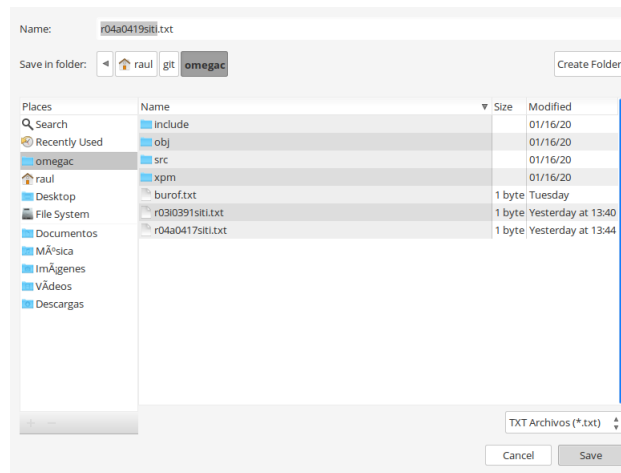 Name: r04a0419siti.txt
Save in folder: raul git omegac Create Folder
Places Name Size Modified
Search include 01/16/20
Recently Used obj 01/16/20
omegac src 01/16/20
raul xpm 01/16/20
Desktop burof.txt 1 byte Tuesday
File System r03i0391siti.txt 1 byte Yesterday at 13:40
Documentos r04a0417siti.txt 1 byte Yesterday at 13:44
MÃºsica
ImÃ¡genes
VÃ­deos
Descargas
TXT Archivos (*.txt)
Cancel Save